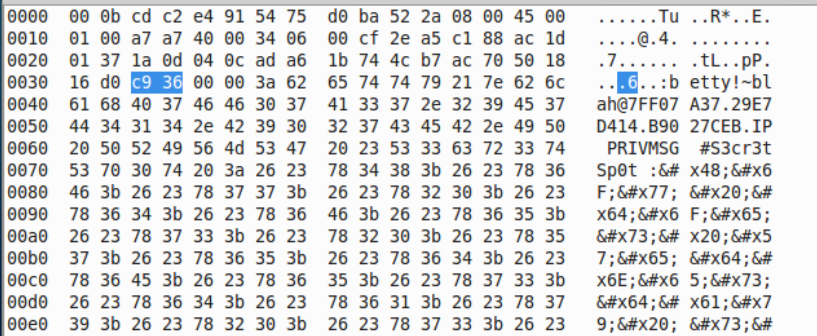 0000 00 0b cd c2 e4 91 54 75 d0 ba 52 2a 08 00 45 00 ......Tu ..R*..E.
0010 01 00 a7 a7 40 00 34 06 00 cf 2e a5 c1 88 ac 1d ....@.4. ........
0020 01 37 1a 0d 04 0c ad a6 1b 74 4c b7 ac 70 50 18 .7...... .tL..pP.
0030 16 d0 c9 36 00 00 3a 62 65 74 74 79 21 7e 62 6c ...6..:b etty!~bl
0040 61 68 40 37 46 46 30 37 41 33 37 2e 32 39 45 37 ah@7FF07 A37.29E7
0050 44 34 31 34 2e 42 39 30 32 37 43 45 42 2e 49 50 D414.B90 27CEB.IP
0060 20 50 52 49 56 4d 53 47 20 23 53 33 63 72 33 74 PRIVMSG #S3cr3t
0070 53 70 30 74 20 3a 26 23 78 34 38 3b 26 23 78 36 Sp0t :&# x48;&#x6
0080 46 3b 26 23 78 37 37 3b 26 23 78 32 30 3b 26 23 F;&#x77; &#x20;&#
0090 78 36 34 3b 26 23 78 36 46 3b 26 23 78 36 35 3b x64;&#x6 F;&#x65;
00a0 26 23 78 37 33 3b 26 23 78 32 30 3b 26 23 78 35 &#x73;&# x20;&#x5
00b0 37 3b 26 23 78 36 35 3b 26 23 78 36 34 3b 26 23 7;&#x65; &#x64;&#
00c0 78 36 45 3b 26 23 78 36 35 3b 26 23 78 37 33 3b x6E;&#x6 5;&#x73;
00d0 26 23 78 36 34 3b 26 23 78 36 31 3b 26 23 78 37 &#x64;&# x61;&#x7
00e0 39 3b 26 23 78 32 30 3b 26 23 78 37 33 3b 26 23 9;&#x20; &#x73;&#